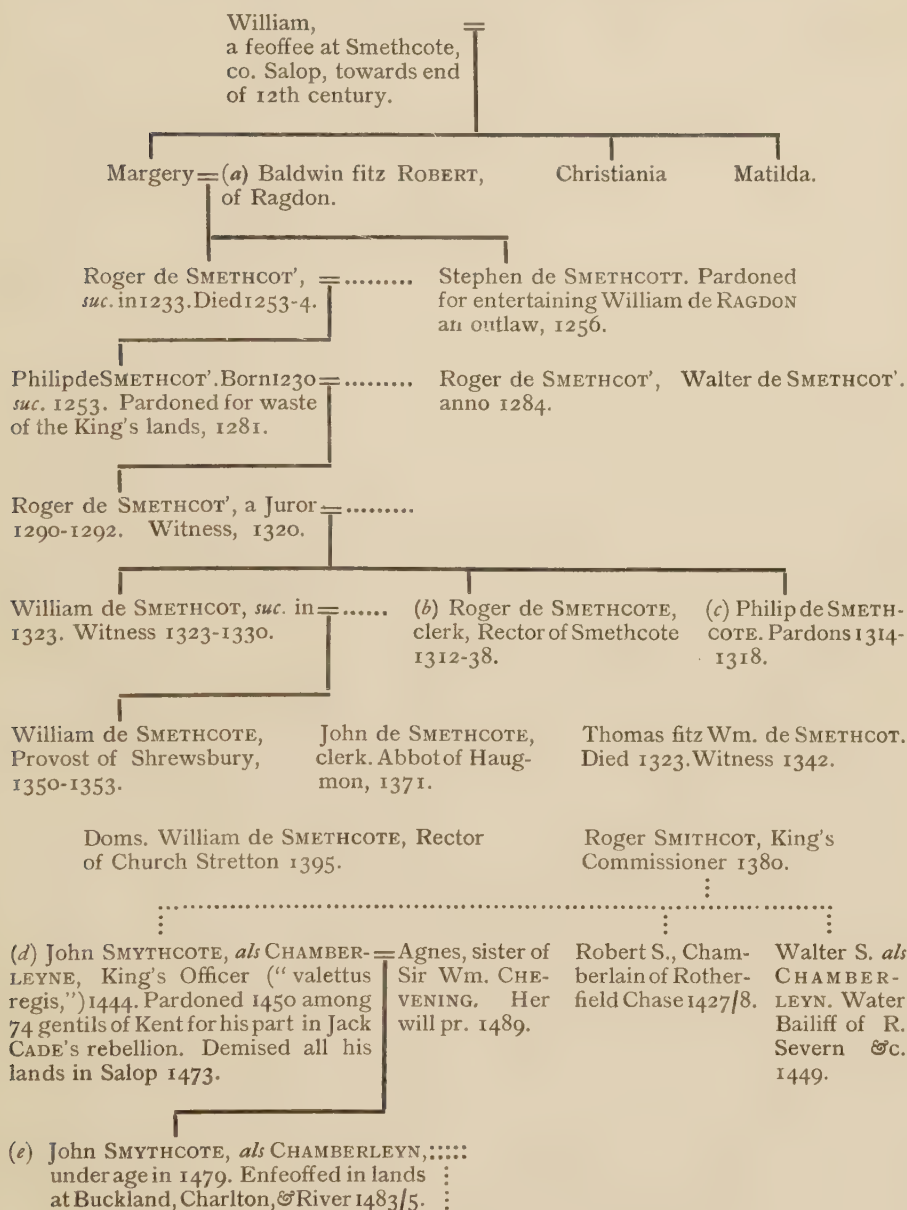 William,
a feoffee at Smethcote,
co. Salop, towards end
of 12th century.
=
Margery = (a) Baldwin fitz ROBERT,
of Ragdon.
Christiania
Matilda.
Roger de SMETHCOT', =.........
suc. in 1233. Died 1253-4.
Stephen de SMETHCOTT. Pardoned
for entertaining William de RAGDON
an outlaw, 1256.
Philip de SMETHCOT'. Born 1230 =.........
suc. 1253. Pardoned for waste
of the King's lands, 1281.
Roger de SMETHCOT',
anno 1284.
Walter de SMETHCOT'.
Roger de SMETHCOT', a Juror =.........
1290-1292. Witness, 1320.
William de SMETHCOT, suc. in =......
1323. Witness 1323-1330.
(b) Roger de SMETHCOTE,
clerk, Rector of Smethcote
1312-38.
(c) Philip de SMETH-
COTE. Pardons 1314-
1318.
William de SMETHCOTE,
Provost of Shrewsbury,
1350-1353.
John de SMETHCOTE,
clerk. Abbot of Haug-
mon, 1371.
Thomas fitz Wm. de SMETHCOT.
Died 1323. Witness 1342.
Doms. William de SMETHCOTE, Rector
of Church Stretton 1395.
Roger SMITHCOT, King's
Commissioner 1380.
(d) John SMYTHCOTE, als CHAMBER-
LEYNE, King's Officer ("valettus
regis,") 1444. Pardoned 1450 among
74 gentils of Kent for his part in Jack
CADE's rebellion. Demised all his
lands in Salop 1473.
= Agnes, sister of
Sir Wm. CHE-
VENING. Her
will pr. 1489.
Robert S., Cham-
berlain of Rother-
field Chase 1427/8.
Walter S. als
CHAMBER-
LEYN. Water
Bailiff of R.
Severn &c.
1449.
(e) John SMYTHCOTE, als CHAMBERLEYN,
under age in 1479. Enfeoffed in lands
at Buckland, Charlton, & River 1483/5.